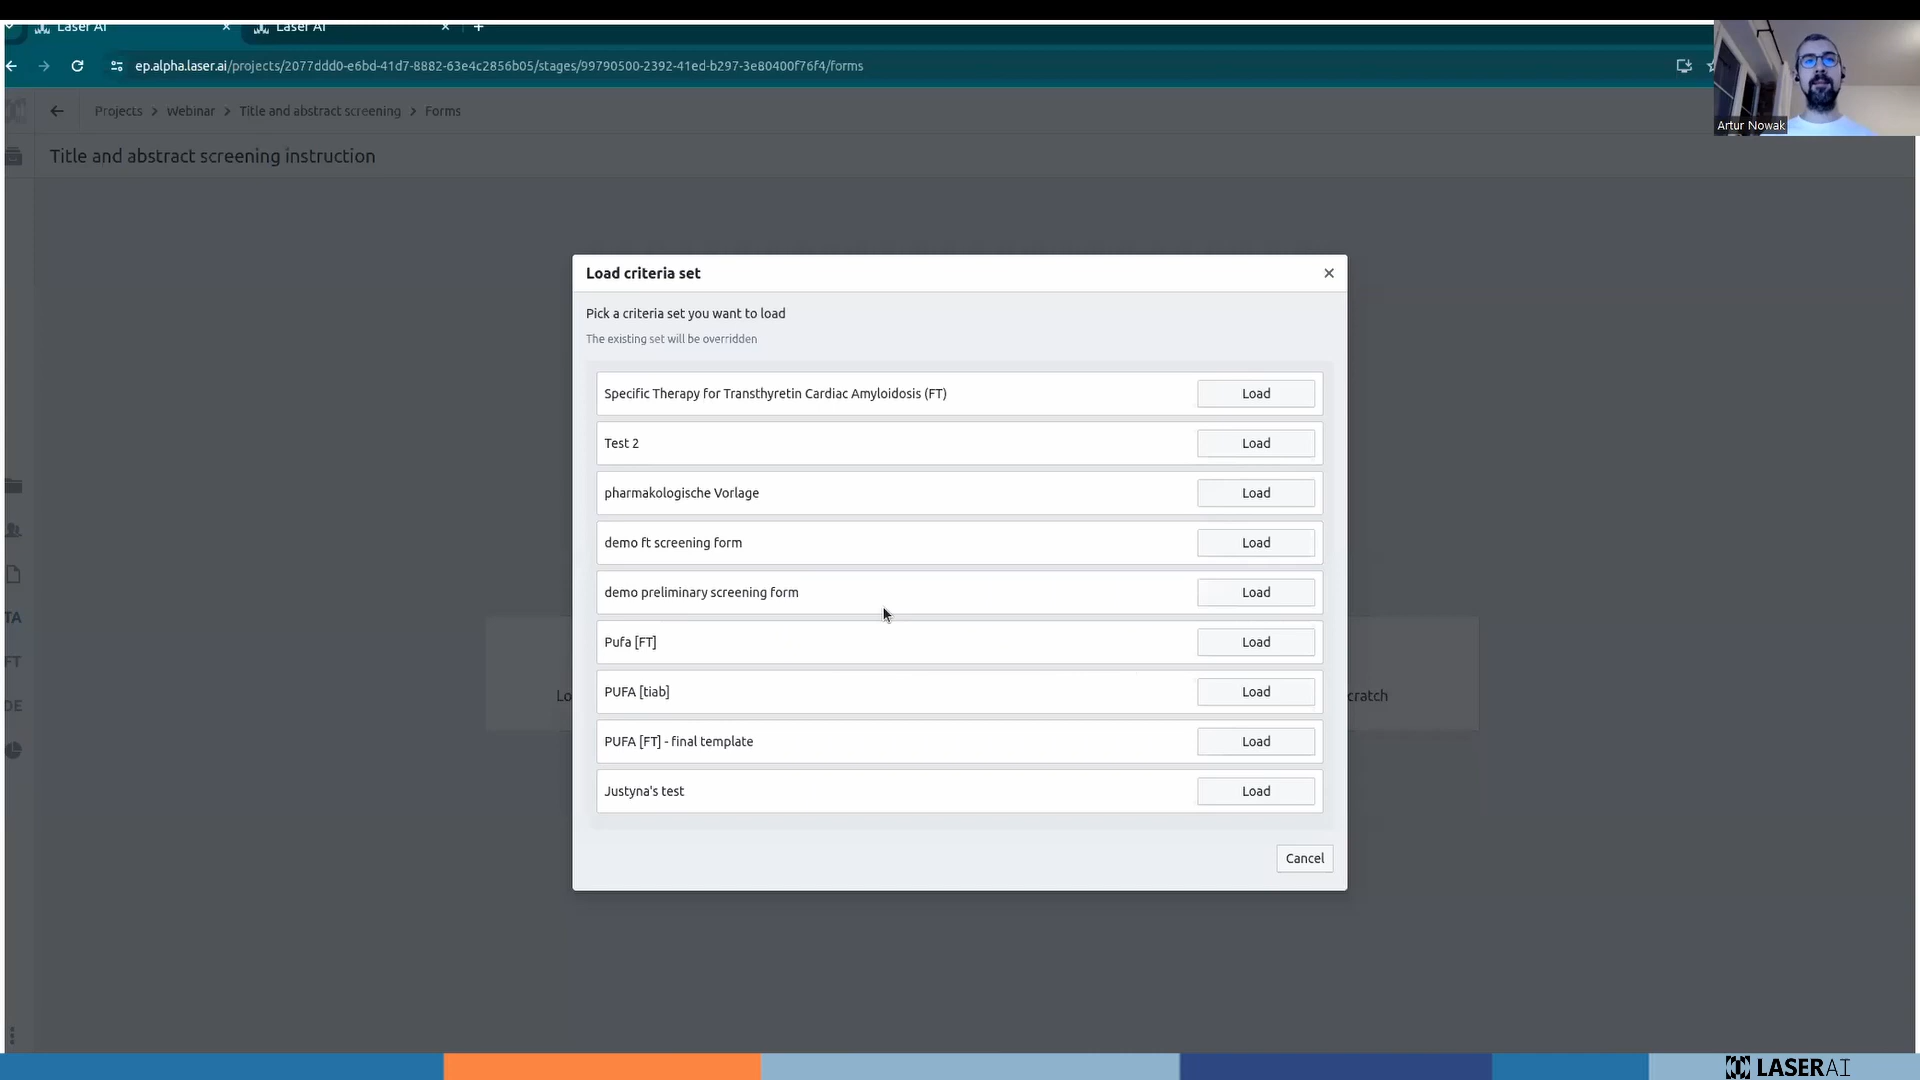 Laser AI
Laser AI
ep.alpha.laser.ai/projects/2077ddd0-e6bd-41d7-8882-63e4c2856b05/stages/99790500-2392-41ed-b297-3e80400f76f4/forms
Artur Nowak
Projects > Webinar > Title and abstract screening > Forms
Title and abstract screening instruction
Load criteria set
Pick a criteria set you want to load
The existing set will be overridden
Specific Therapy for Transthyretin Cardiac Amyloidosis (FT) Load
Test 2 Load
pharmakologische Vorlage Load
demo ft screening form Load
demo preliminary screening form Load
Pufa [FT] Load
PUFA [tiab] Load
PUFA [FT] - final template Load
Justyna's test Load
Cancel
TA
FT
DE
Lo
cratch
LASERAI